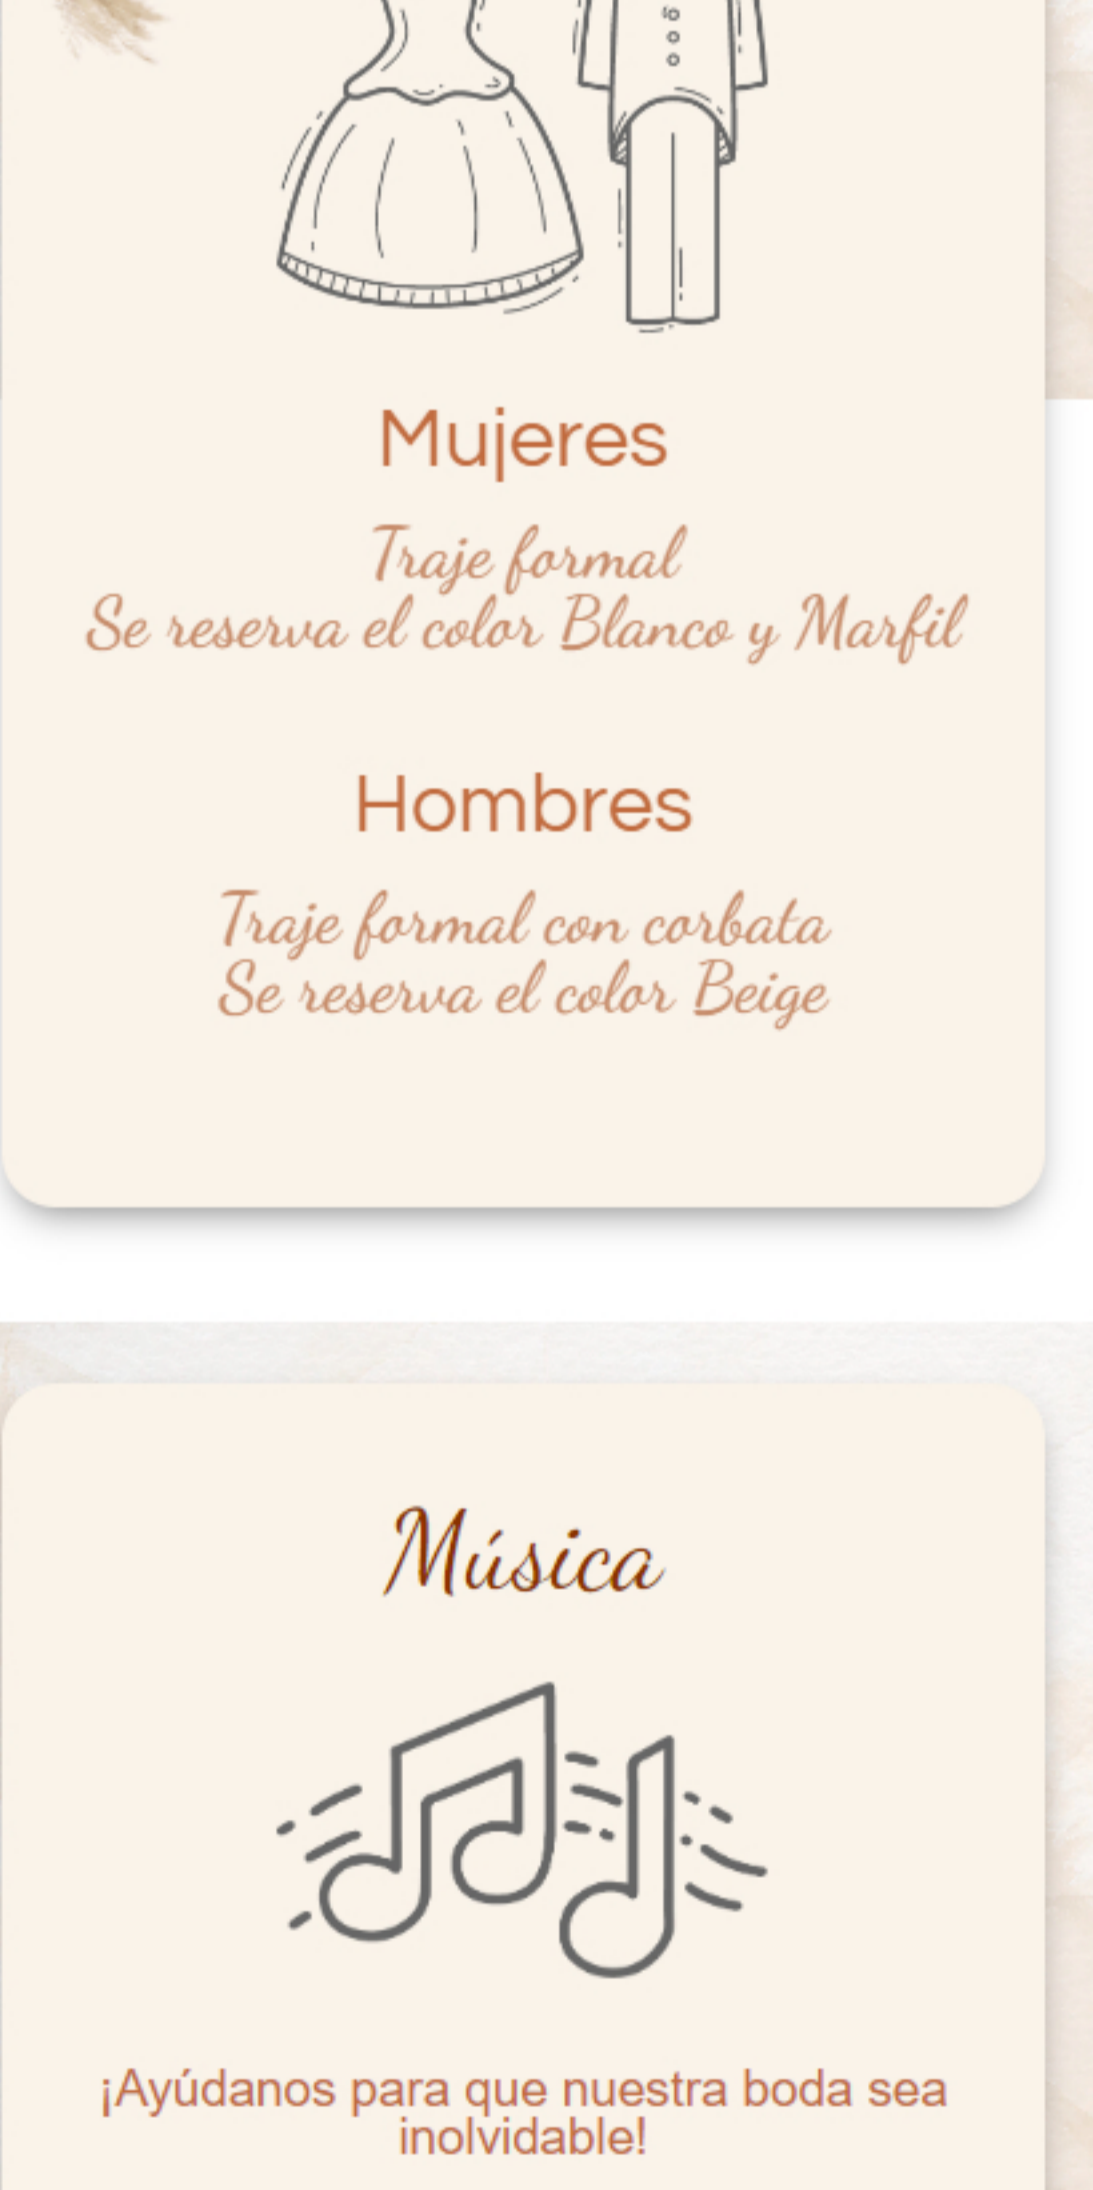 Mujeres
Traje formal
Se reserva el color Blanco y Marfil
Hombres
Traje formal con corbata
Se reserva el color Beige
Música
¡Ayúdanos para que nuestra boda sea
inolvidable!